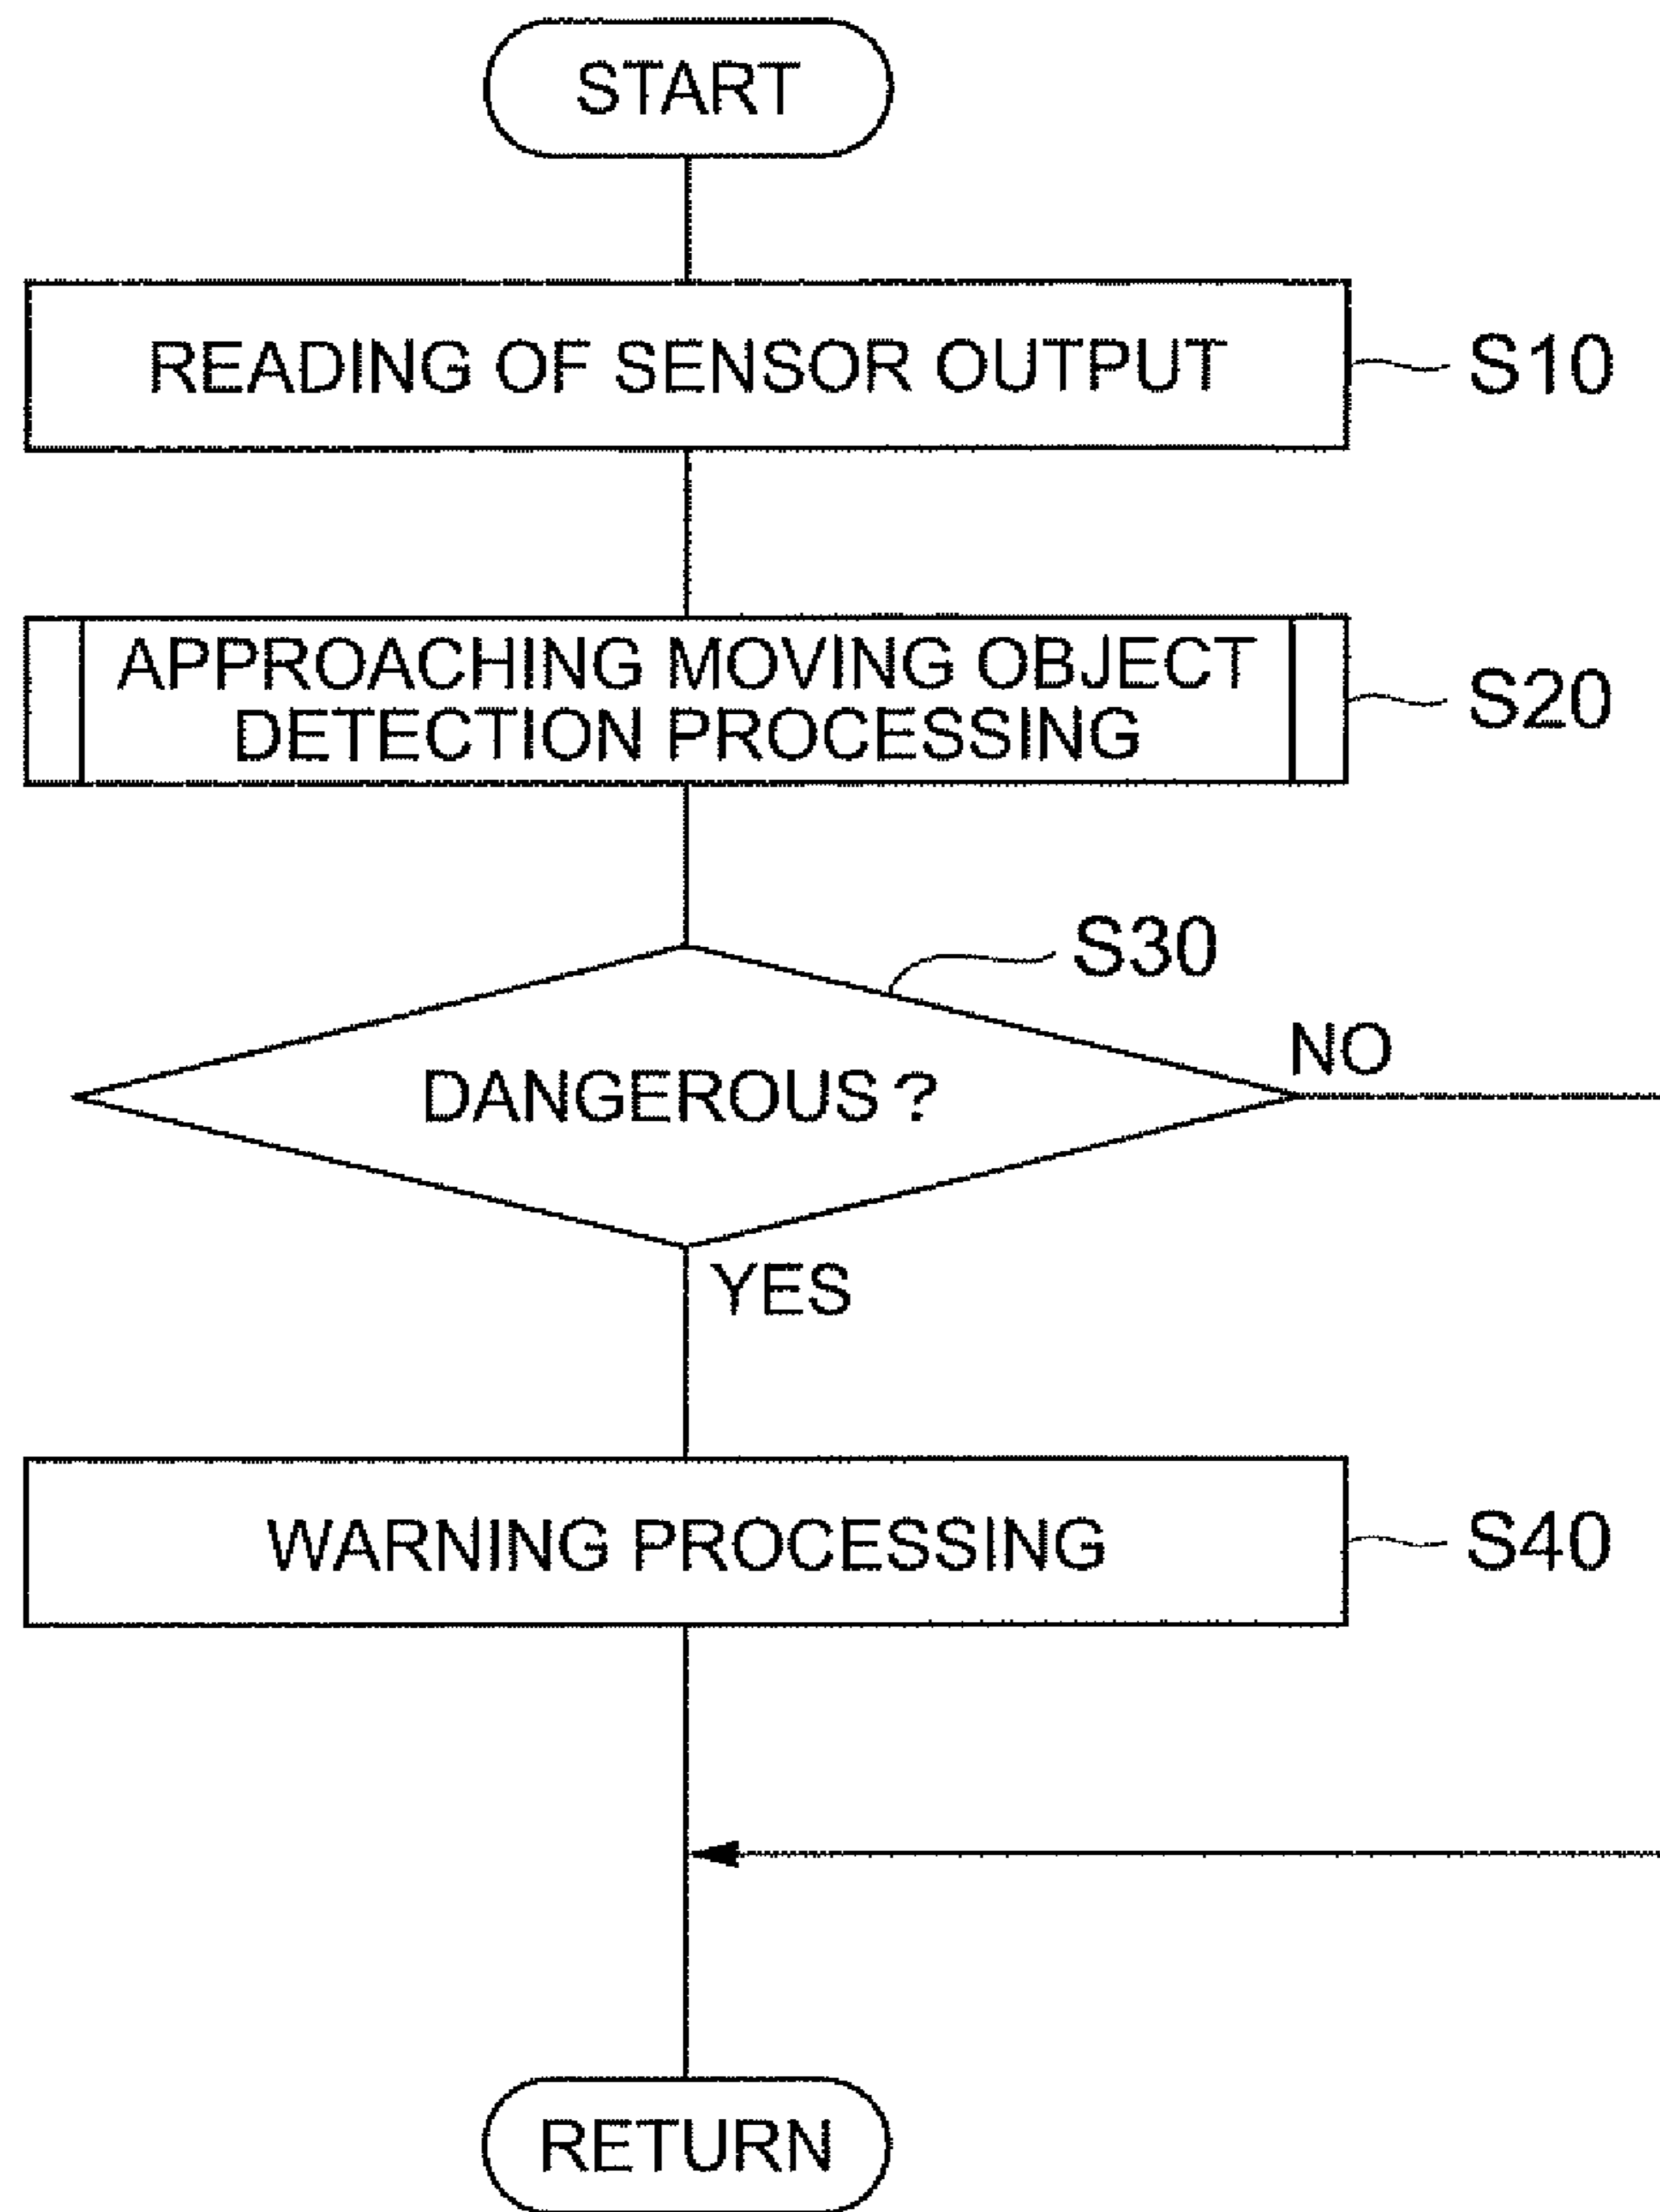 START
READING OF SENSOR OUTPUT
S10
APPROACHING MOVING OBJECT
DETECTION PROCESSING
S20
S30
DANGEROUS ?
NO
YES
WARNING PROCESSING
S40
RETURN